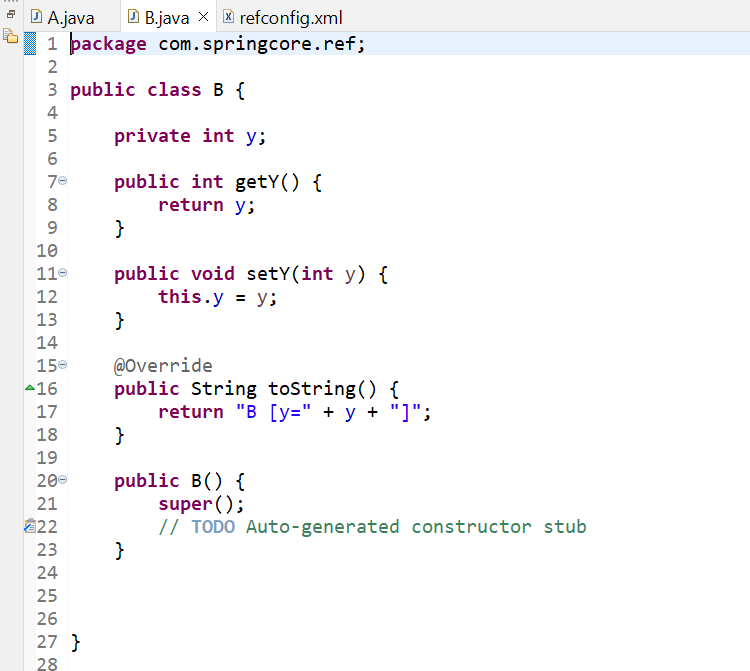 A.java B.java refconfig.xml
1 package com.springcore.ref;
2
3 public class B {
4
5 private int y;
6
7 public int getY() {
8 return y;
9 }
10
11 public void setY(int y) {
12 this.y = y;
13 }
14
15 @Override
16 public String toString() {
17 return "B [y=" + y + "]";
18 }
19
20 public B() {
21 super();
22 // TODO Auto-generated constructor stub
23 }
24
25
26
27 }
28